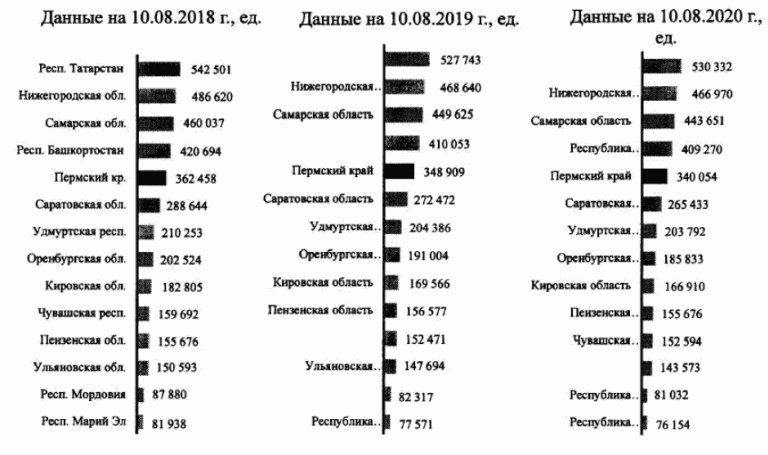 Данные на 10.08.2018 г., ед.
Респ. Татарстан 542 501
Нижегородская обл. 486 620
Самарская обл. 460 037
Респ. Башкортостан 420 694
Пермский кр. 362 458
Саратовская обл. 288 644
Удмуртская респ. 210 253
Оренбургская обл. 202 524
Кировская обл. 182 805
Чувашская респ. 159 692
Пензенская обл. 155 676
Ульяновская обл. 150 593
Респ. Мордовия 87 880
Респ. Марий Эл 81 938
Данные на 10.08.2019 г., ед.
527 743
Нижегородская.. 468 640
Самарская область 449 625
410 053
Пермский край 348 909
Саратовская область 272 472
Удмуртская.. 204 386
Оренбургская.. 191 004
Кировская область 169 566
Пензенская область 156 577
152 471
Ульяновская.. 147 694
82 317
Республика.. 77 571
Данные на 10.08.2020 г.,
ед.
530 332
Нижегородская.. 466 970
Самарская область 443 651
Республика.. 409 270
Пермский край 340 054
Саратовская.. 265 433
Удмуртская.. 203 792
Оренбургская.. 185 833
Кировская область 166 910
Пензенская.. 155 676
Чувашская.. 152 594
143 573
Республика.. 81 032
Республика.. 76 154